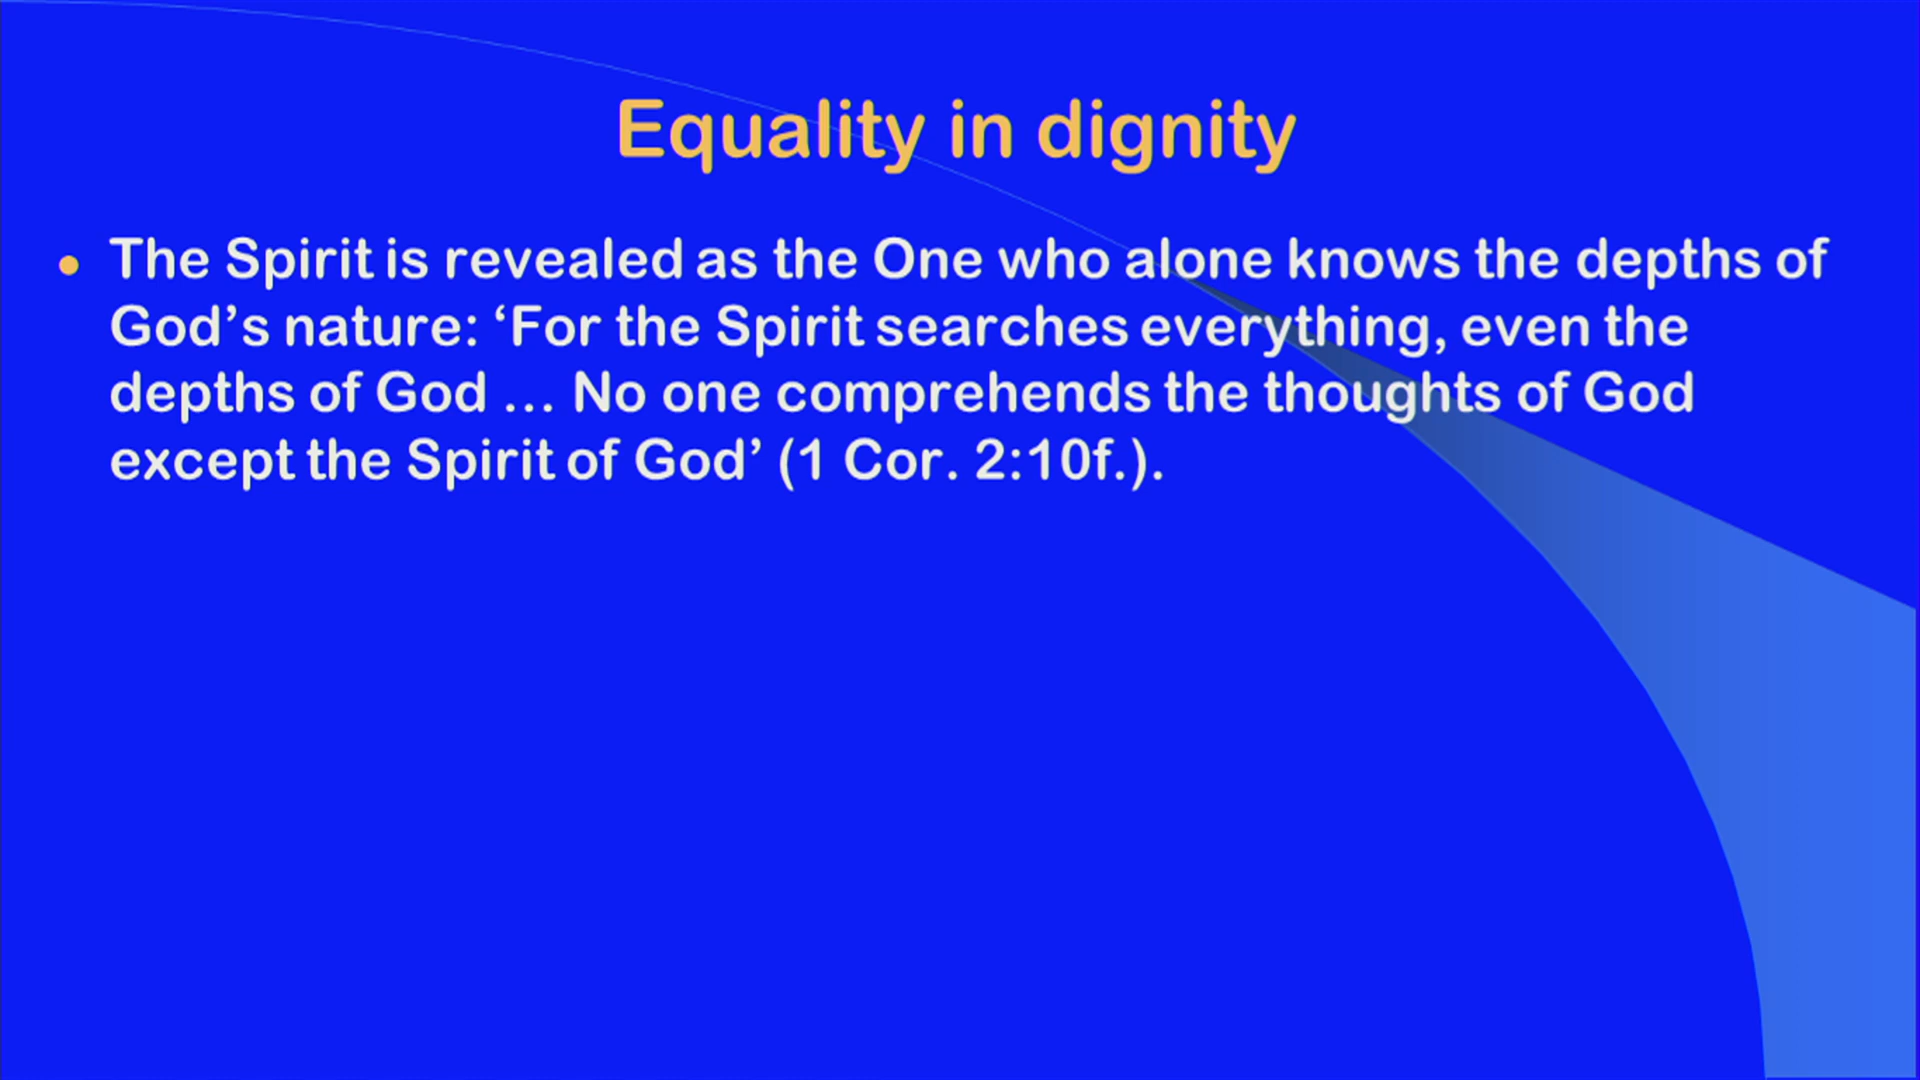 Equality in dignity
• The Spirit is revealed as the One who alone knows the depths of
God’s nature: ‘For the Spirit searches everything, even the
depths of God … No one comprehends the thoughts of God
except the Spirit of God’ (1 Cor. 2:10f.).